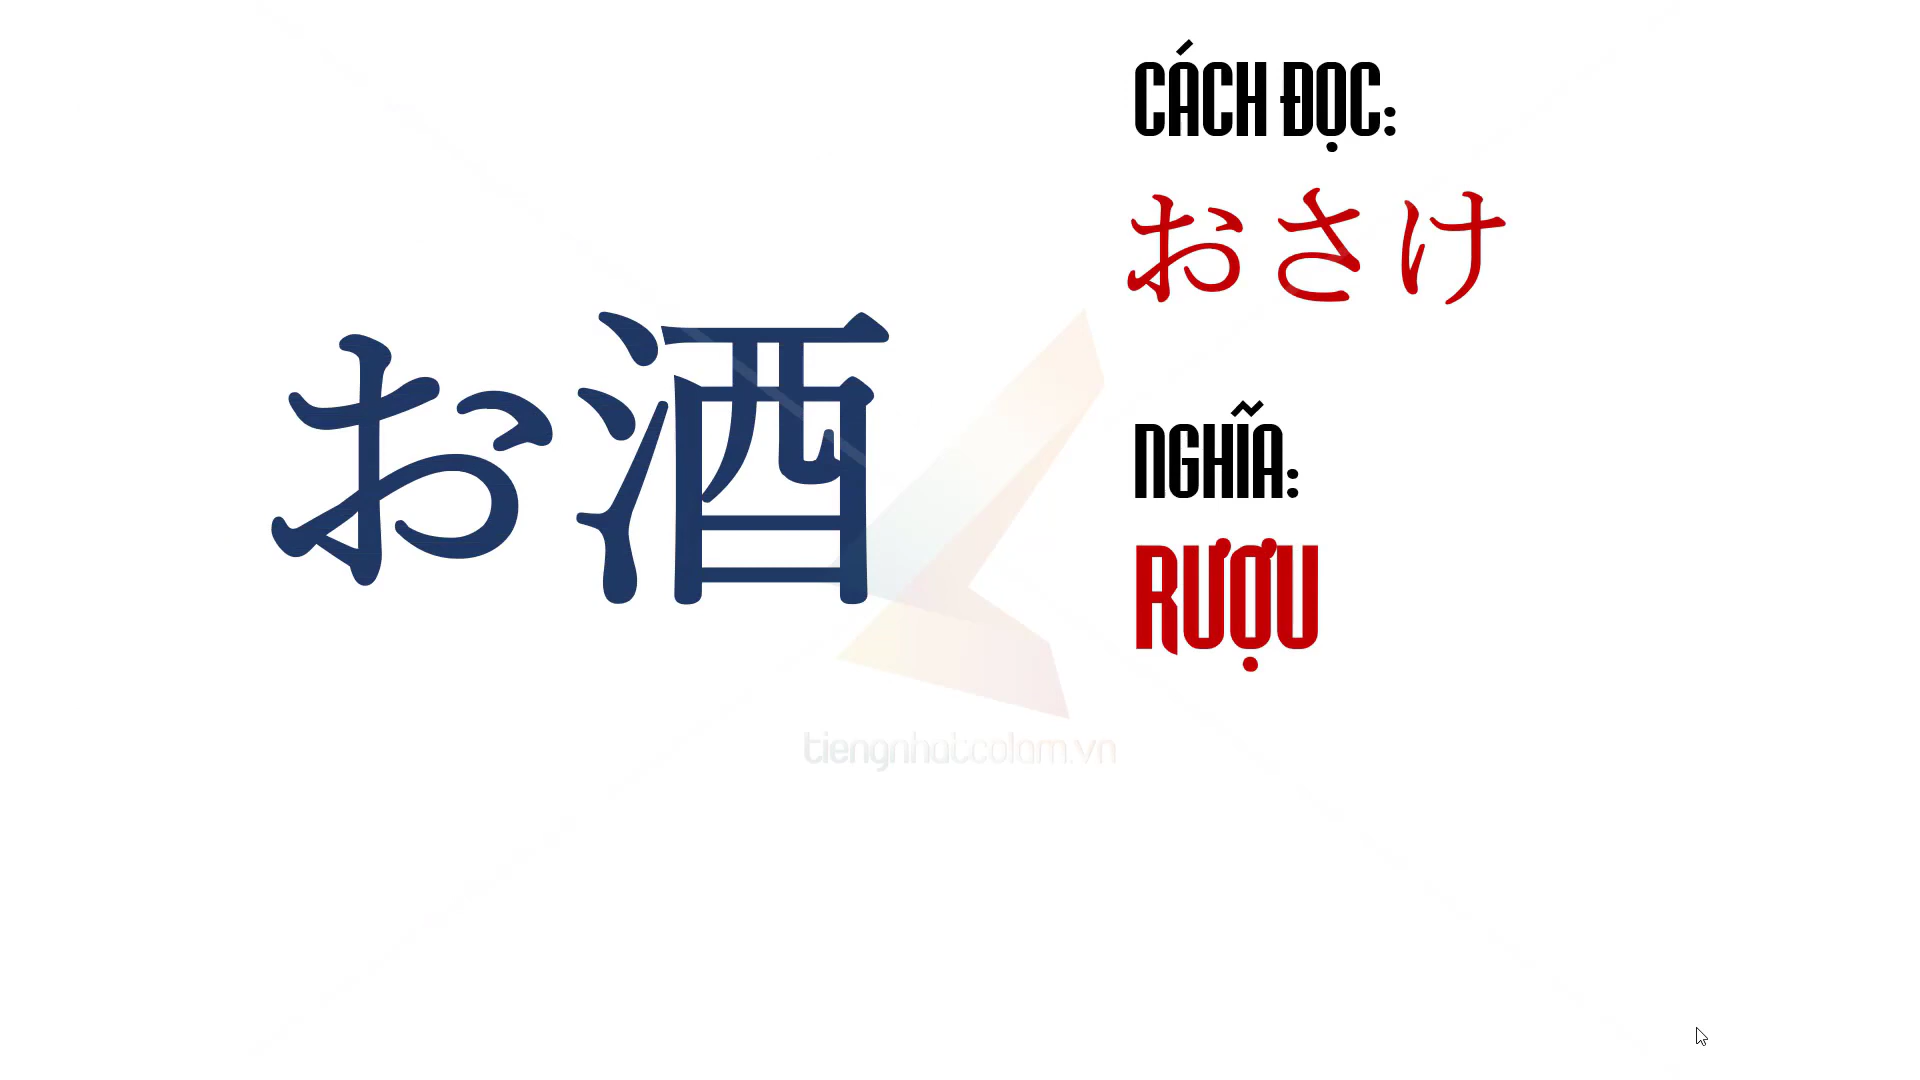 お酒
CÁCH ĐỌC:
おさけ
NGHĨA:
RƯỢU
tiengnhatcolam.vn